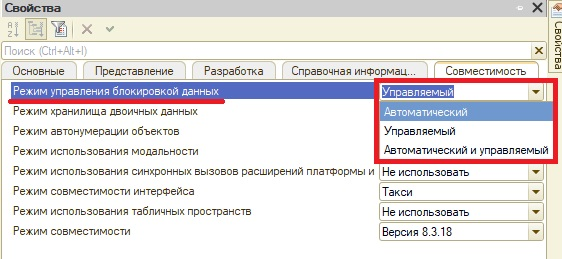 Свойства
Поиск (Ctrl+Alt+I)
Основные Представление Разработка Справочная информац... Совместимость
Режим управления блокировкой данных Управляемый
Режим хранилища двоичных данных Автоматический
Режим автонумерации объектов Управляемый
Режим использования модальности Автоматический и управляемый
Режим использования синхронных вызовов расширений платформы и Не использовать
Режим совместимости интерфейса Такси
Режим использования табличных пространств Не использовать
Режим совместимости Версия 8.3.18
Свойства